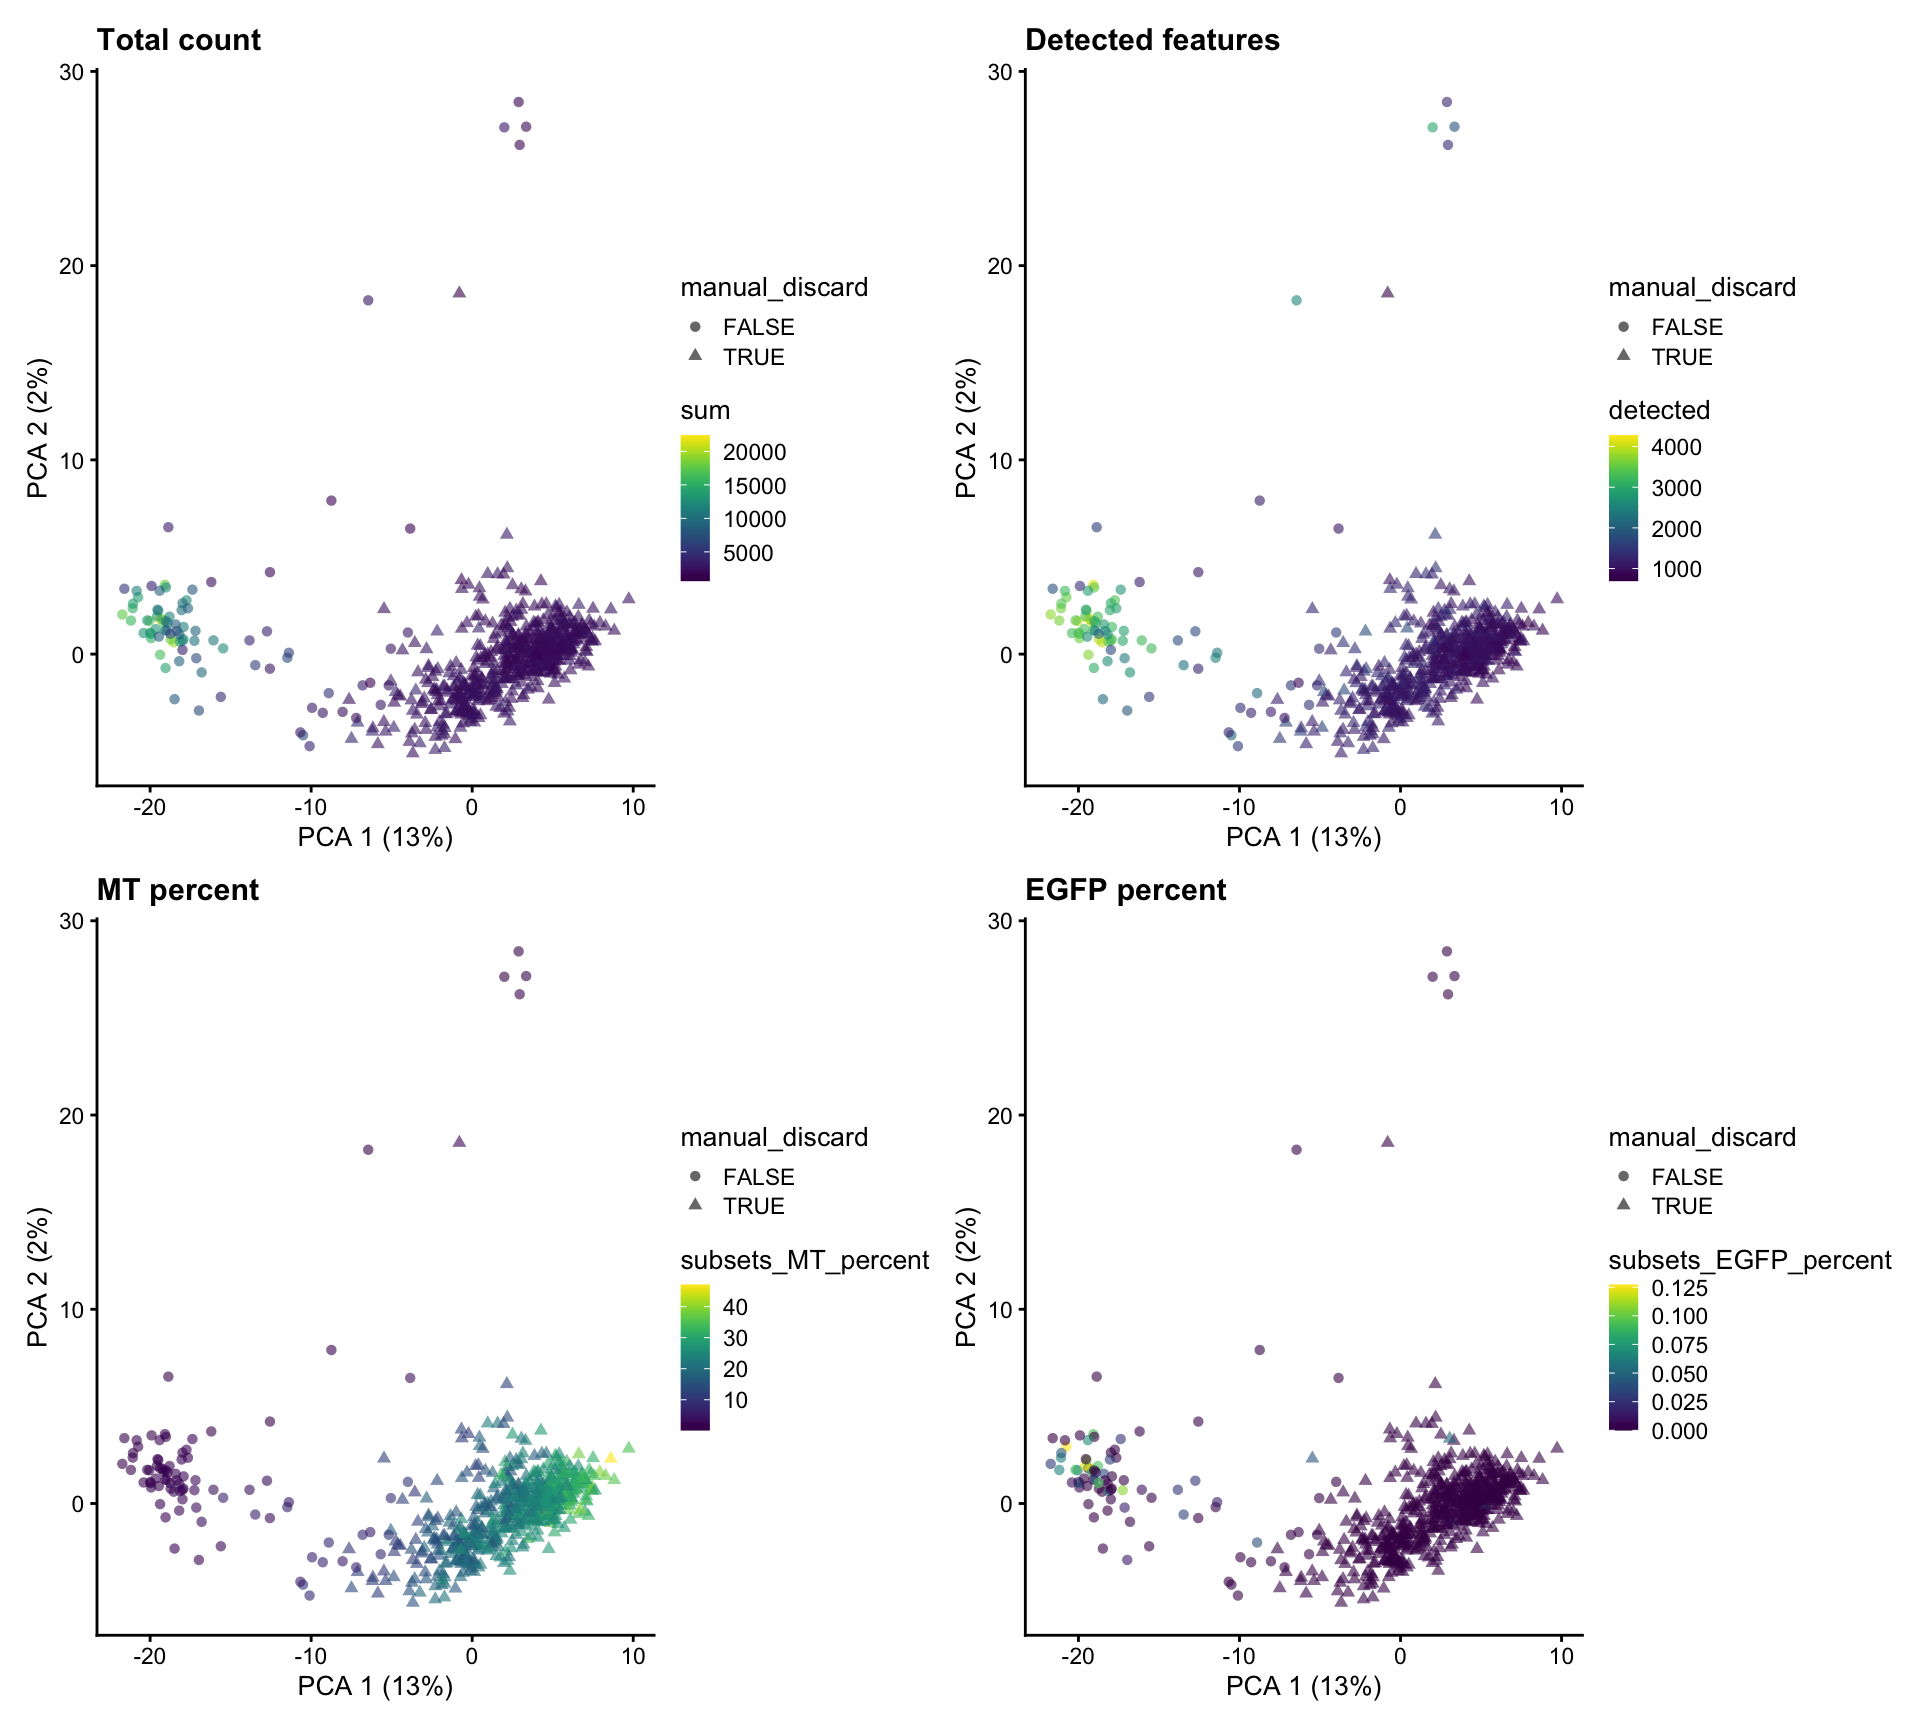 Total count
30
20
10
0
PCA 2 (2%)
-20
-10
0
10
PCA 1 (13%)
manual_discard
FALSE
TRUE
sum
20000
15000
10000
5000
Detected features
30
20
10
0
PCA 2 (2%)
-20
-10
0
10
PCA 1 (13%)
manual_discard
FALSE
TRUE
detected
4000
3000
2000
1000
MT percent
30
20
10
0
PCA 2 (2%)
-20
-10
0
10
PCA 1 (13%)
manual_discard
FALSE
TRUE
subsets_MT_percent
40
30
20
10
EGFP percent
30
20
10
0
PCA 2 (2%)
-20
-10
0
10
PCA 1 (13%)
manual_discard
FALSE
TRUE
subsets_EGFP_percent
0.125
0.100
0.075
0.050
0.025
0.000